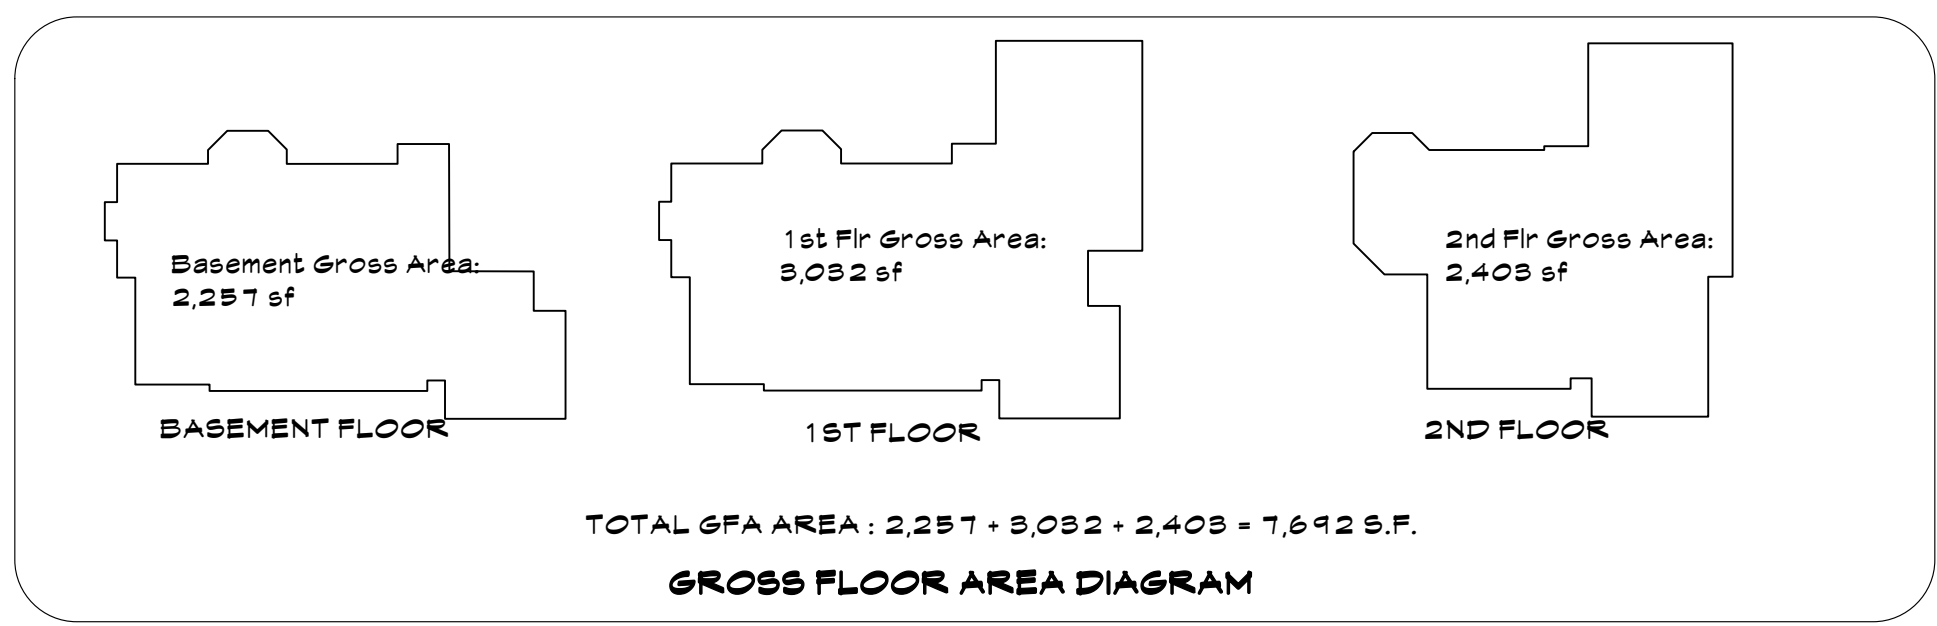 Basement Gross Area:
2,257 sf
BASEMENT FLOOR
1st Flr Gross Area:
3,032 sf
1ST FLOOR
2nd Flr Gross Area:
2,403 sf
2ND FLOOR
TOTAL GFA AREA : 2,257 + 3,032 + 2,403 = 7,692 S.F.
GROSS FLOOR AREA DIAGRAM